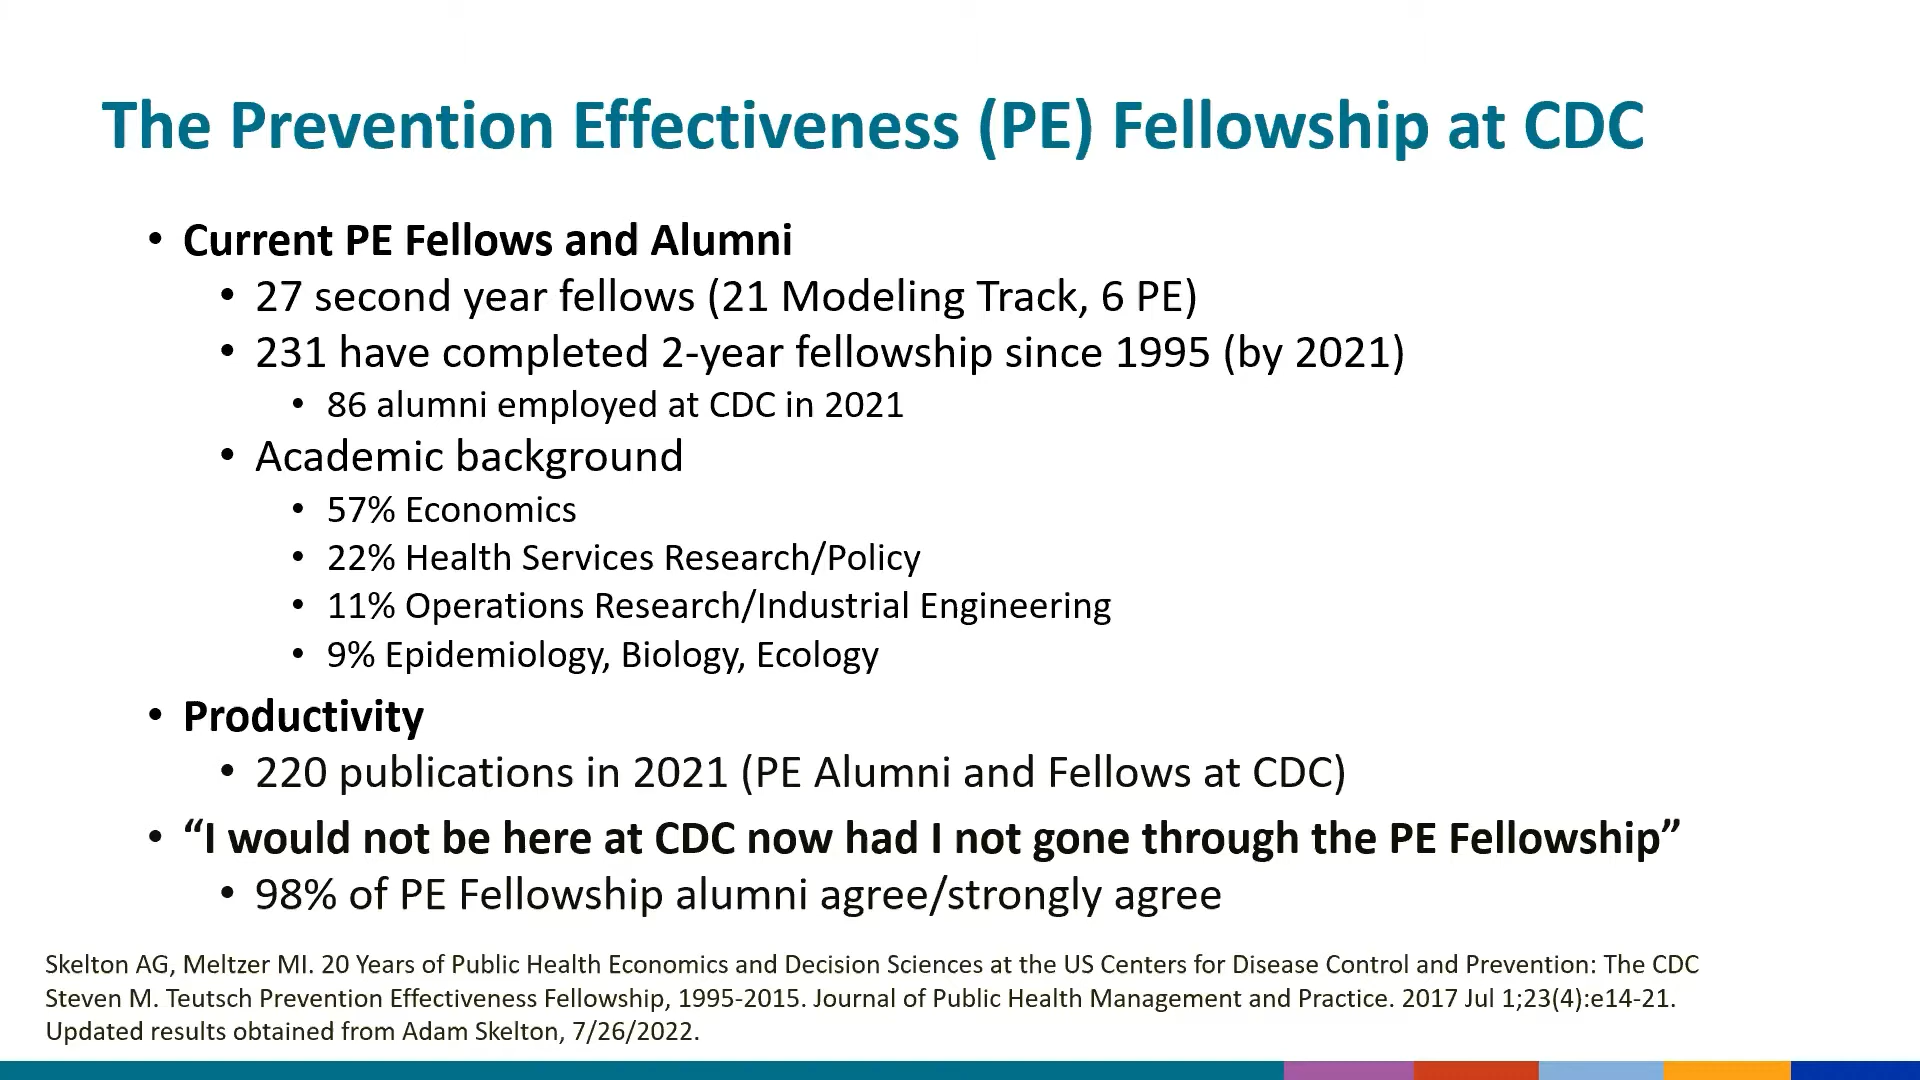 The Prevention Effectiveness (PE) Fellowship at CDC
• Current PE Fellows and Alumni
• 27 second year fellows (21 Modeling Track, 6 PE)
• 231 have completed 2-year fellowship since 1995 (by 2021)
• 86 alumni employed at CDC in 2021
• Academic background
• 57% Economics
• 22% Health Services Research/Policy
• 11% Operations Research/Industrial Engineering
• 9% Epidemiology, Biology, Ecology
• Productivity
• 220 publications in 2021 (PE Alumni and Fellows at CDC)
• “I would not be here at CDC now had I not gone through the PE Fellowship”
• 98% of PE Fellowship alumni agree/strongly agree
Skelton AG, Meltzer MI. 20 Years of Public Health Economics and Decision Sciences at the US Centers for Disease Control and Prevention: The CDC
Steven M. Teutsch Prevention Effectiveness Fellowship, 1995-2015. Journal of Public Health Management and Practice. 2017 Jul 1;23(4):e14-21.
Updated results obtained from Adam Skelton, 7/26/2022.